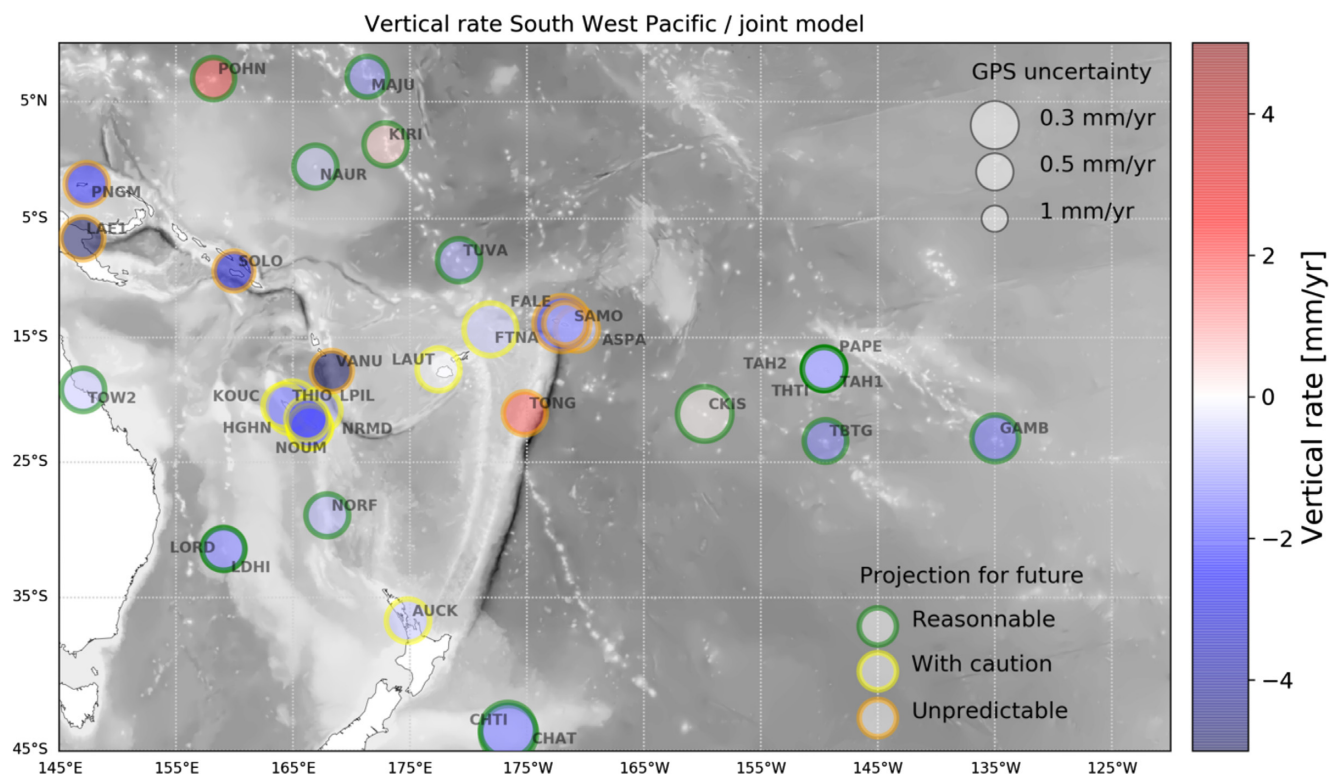 Vertical rate South West Pacific / joint model
POHN
MAJU
GPS uncertainty
5°N
0.3 mm/yr
4
KIRI
NAUR
0.5 mm/yr
PNGM
5°S
1 mm/yr
LAE1
TUVA
SOLO
2
FALE
SAMO
15°S
FTNA
ASPA
VANU
LAUT
TAH2
PAPE
THTI
TAH1
TOW2
KOUC
THIO
LPIL
TONG
CKIS
0
HGHN
NRMD
NOUM
TBTG
GAMB
25°S
Vertical rate [mm/yr]
NORF
LORD
LDHI
−2
Projection for future
35°S
AUCK
Reasonnable
With caution
−4
CHTI
Unpredictable
CHAT
45°S
145°E 155°E 165°E 175°E 175°W 165°W 155°W 145°W 135°W 125°W